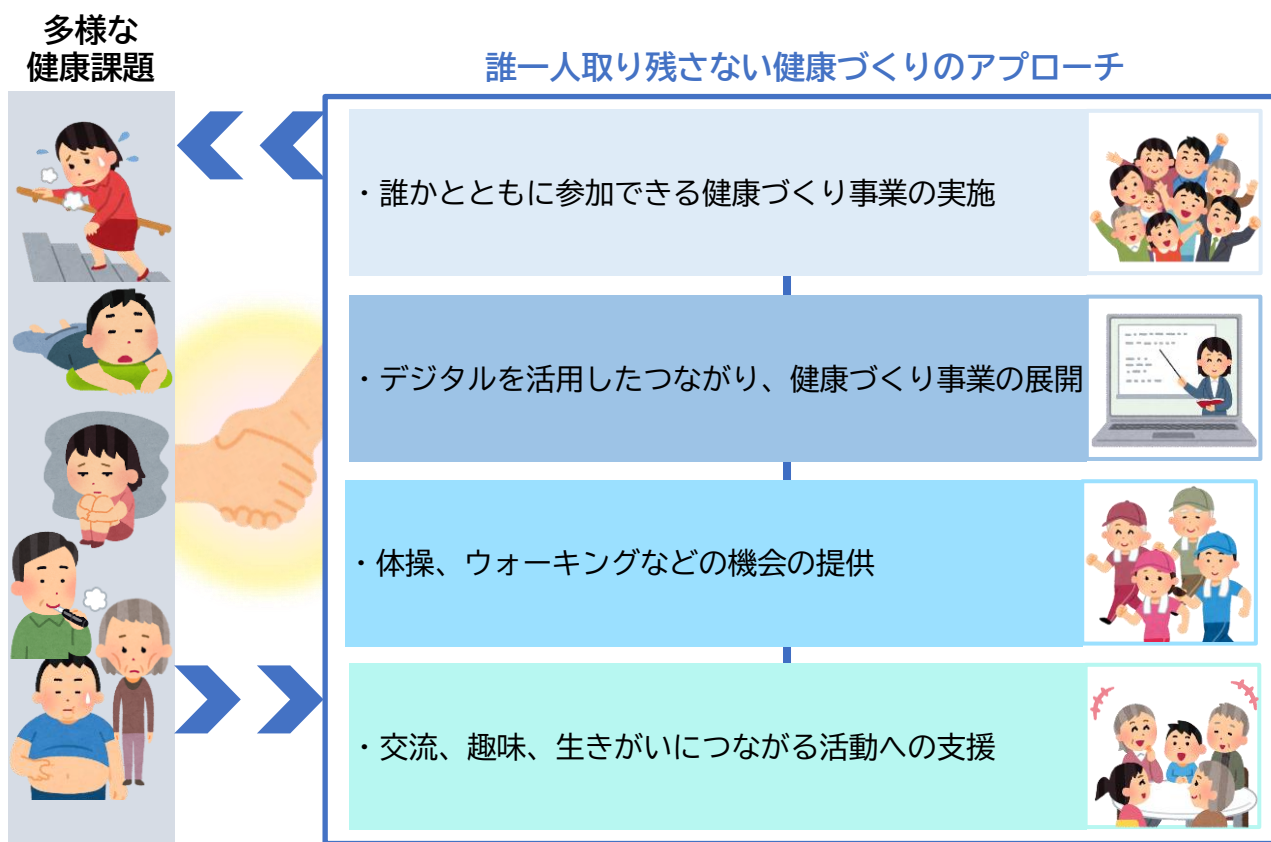 多様な
健康課題
誰一人取り残さない健康づくりのアプローチ
・誰かとともに参加できる健康づくり事業の実施
・デジタルを活用したつながり、健康づくり事業の展開
・体操、ウォーキングなどの機会の提供
・交流、趣味、生きがいにつながる活動への支援